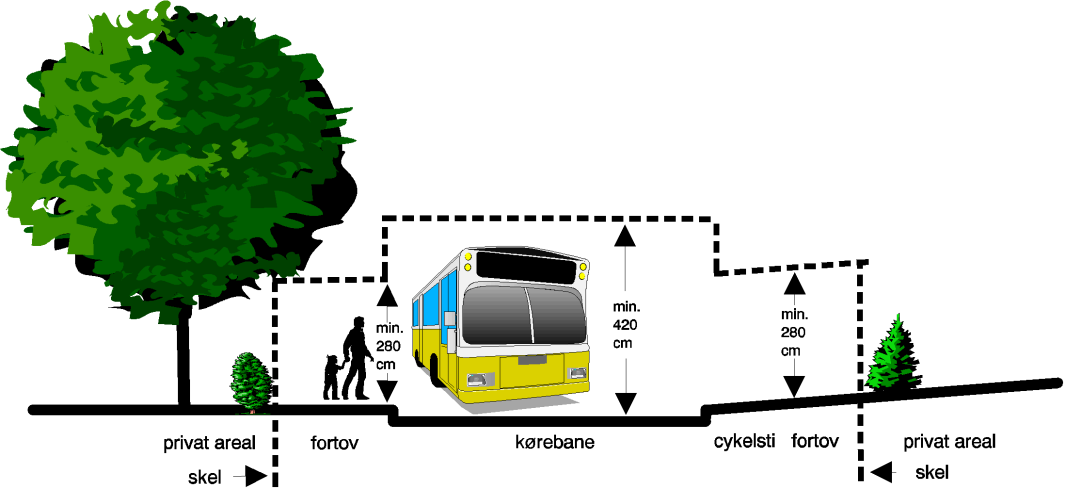 min.
280
cm
min.
420
cm
min.
280
cm
privat areal fortov kørebane cykelsti fortov privat areal
skel skel